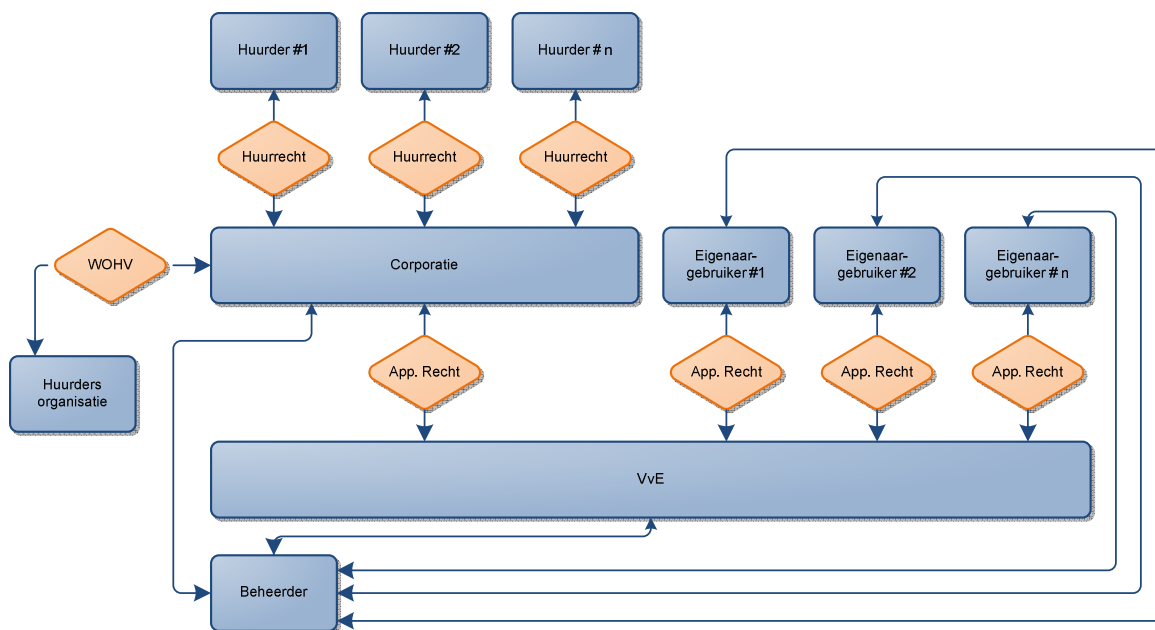 Huurder #1
Huurder #2
Huurder # n
Huurrecht
Huurrecht
Huurrecht
WOHV
Corporatie
Eigenaar-
gebruiker #1
Eigenaar-
gebruiker #2
Eigenaar-
gebruiker # n
Huurders
organisatie
App. Recht
App. Recht
App. Recht
App. Recht
VvE
Beheerder